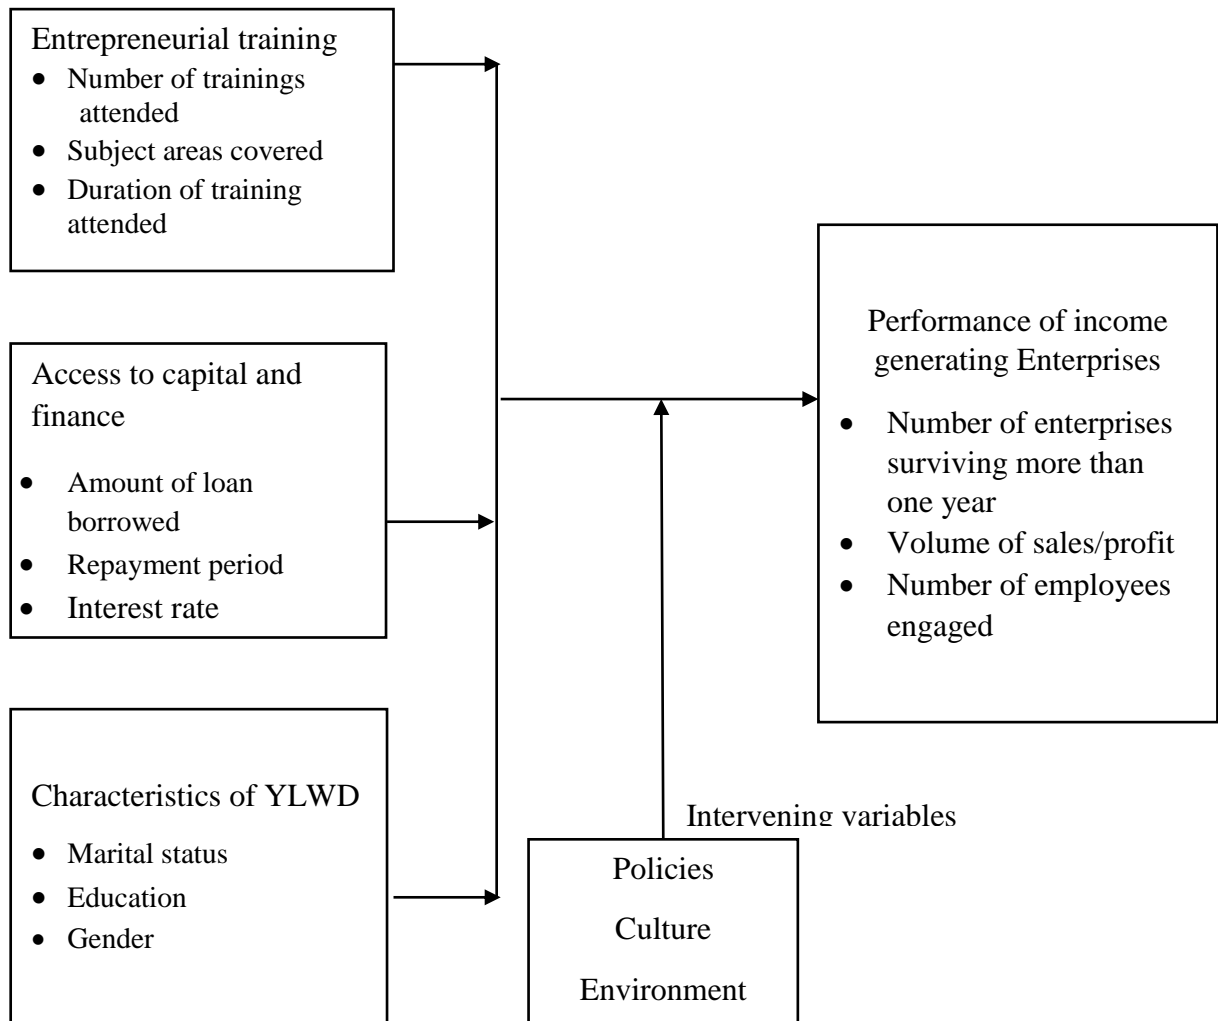 Entrepreneurial training
• Number of trainings
attended
• Subject areas covered
• Duration of training
attended
Access to capital and
finance
• Amount of loan
borrowed
• Repayment period
• Interest rate
Characteristics of YLWD
• Marital status
• Education
• Gender
Performance of income
generating Enterprises
• Number of enterprises
surviving more than
one year
• Volume of sales/profit
• Number of employees
engaged
Intervening variables
Policies
Culture
Environment